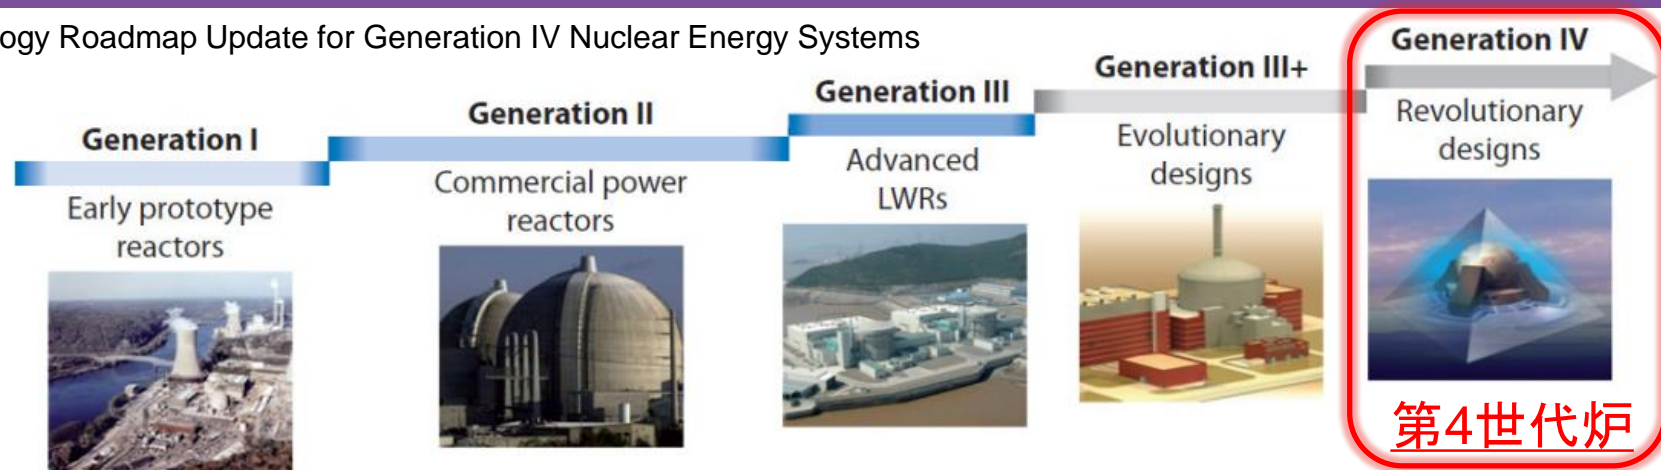 ogy Roadmap Update for Generation IV Nuclear Energy Systems
Generation I
Early prototype
reactors
Generation II
Commercial power
reactors
Generation III
Advanced
LWRs
Generation III+
Evolutionary
designs
Generation IV
Revolutionary
designs
第4世代炉